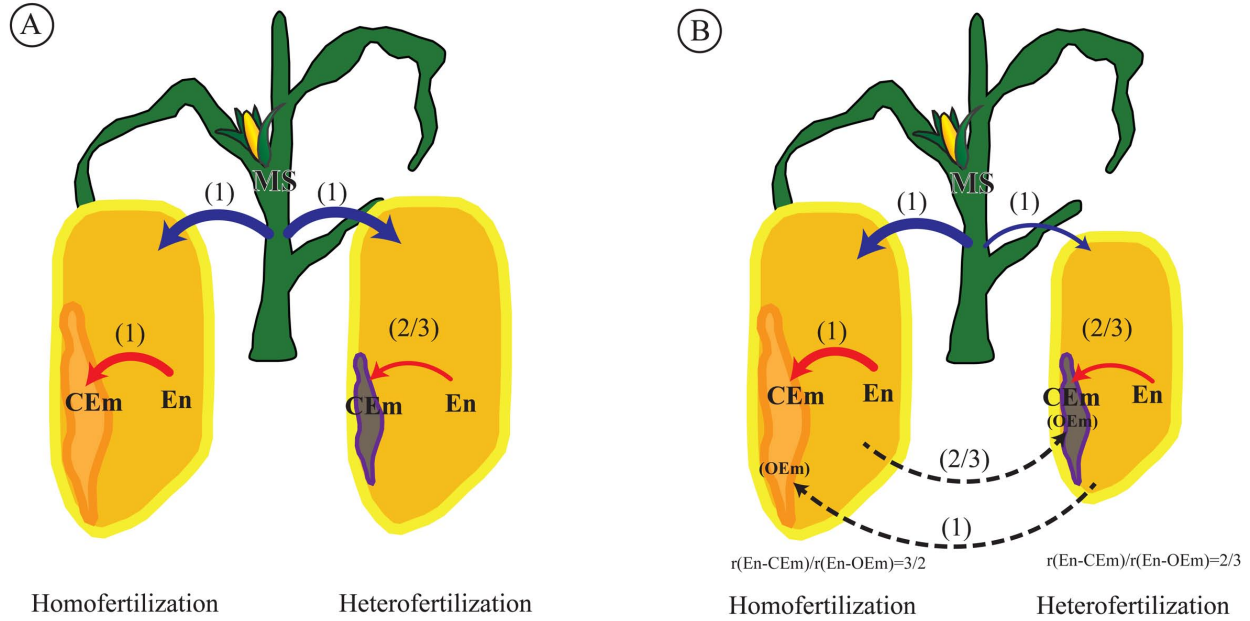 A
MS
(1) (1)
(1)
CEm En
(2/3)
CEm En
Homofertilization Heterofertilization
B
MS
(1) (1)
(1)
CEm En
(OEm)
(2/3)
CEm En
(OEm)
(2/3)
(1)
r(En-CEm)/r(En-OEm)=3/2 r(En-CEm)/r(En-OEm)=2/3
Homofertilization Heterofertilization